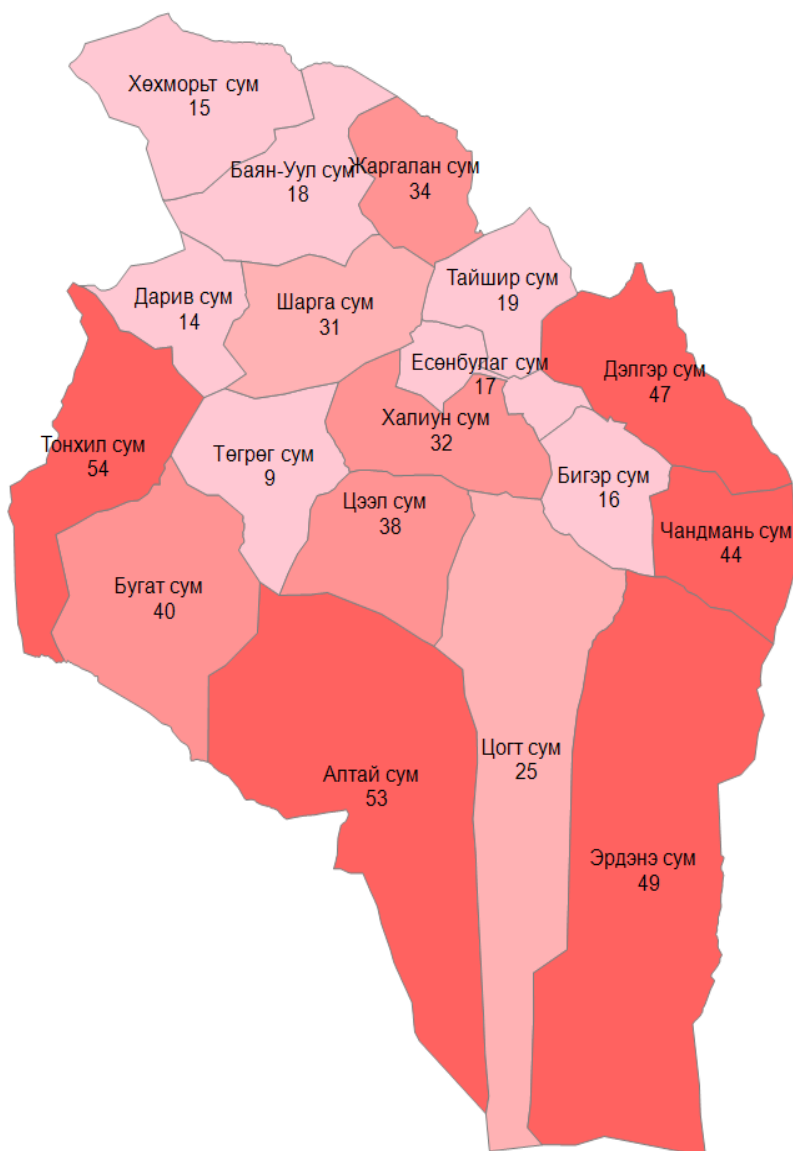 Хөхморьт сум
15
Баян-Уул сум
18
Жаргалан сум
34
Тайшир сум
19
Дарив сум
14
Шарга сум
31
Есөнбулаг сум
17
Дэлгэр сум
47
Халиун сум
32
Тонхил сум
54
Төгрөг сум
9
Бигэр сум
16
Цээл сум
38
Чандмань сум
44
Бугат сум
40
Цогт сум
25
Алтай сум
53
Эрдэнэ сум
49